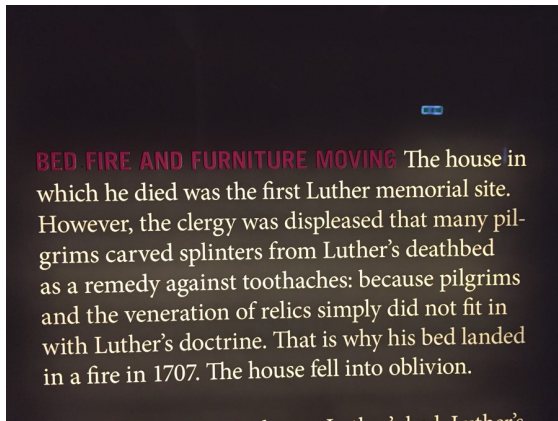 BED FIRE AND FURNITURE MOVING The house in
which he died was the first Luther memorial site.
However, the clergy was displeased that many pil-
grims carved splinters from Luther's deathbed
as a remedy against toothaches: because pilgrims
and the veneration of relics simply did not fit in
with Luther's doctrine. That is why his bed landed
in a fire in 1707. The house fell into oblivion.